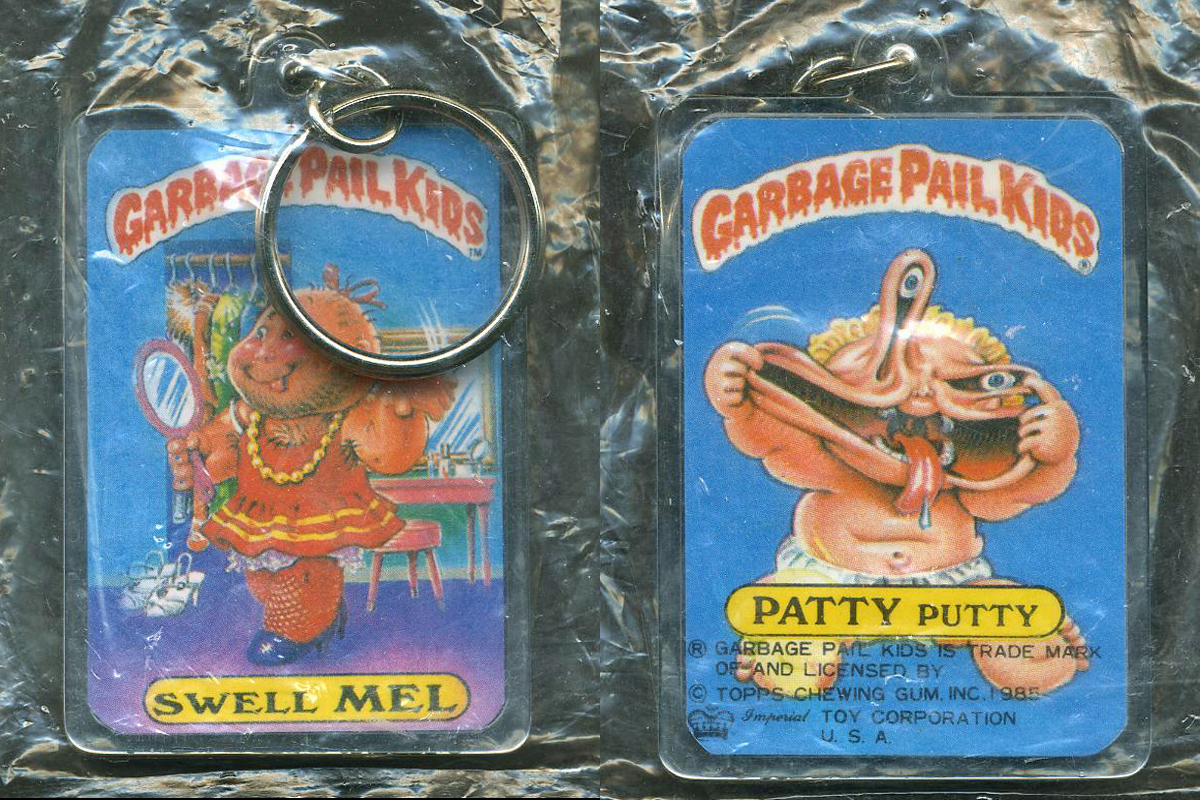 GARBAGE PAIL KIDS
TM
SWELL MEL
GARBAGE PAIL KIDS
®
PATTY PUTTY
® GARBAGE PAIL KIDS IS TRADE MARK
OF AND LICENSED BY
© TOPPS CHEWING GUM, INC. 1985
Imperial TOY CORPORATION
U. S. A.